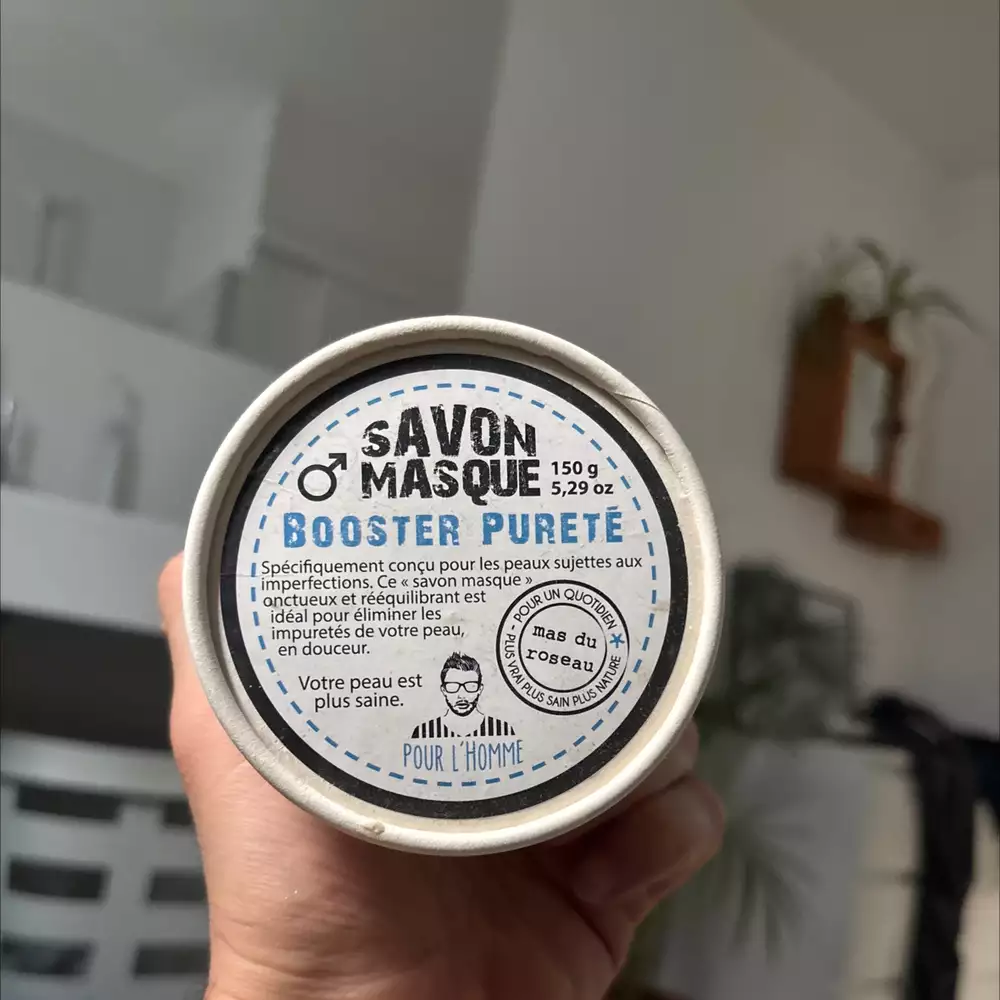 SAVON
MASQUE
150 g
5,29 oz
BOOSTER PURETÉ
Spécifiquement conçu pour les peaux sujettes aux
imperfections. Ce « savon masque »
onctueux et rééquilibrant est
idéal pour éliminer les
impuretés de votre peau,
en douceur.
POUR UN QUOTIDIEN
mas du
roseau
- PLUS VRAI PLUS SAIN PLUS NATURE
Votre peau est
plus saine.
POUR L'HOMME